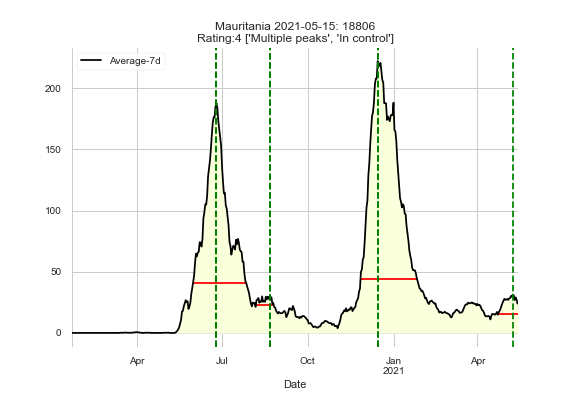 Mauritania 2021-05-15: 18806
Rating:4 ['Multiple peaks', 'In control']
Average-7d
200
150
100
50
0
Apr
Jul
Oct
Jan
2021
Apr
Date